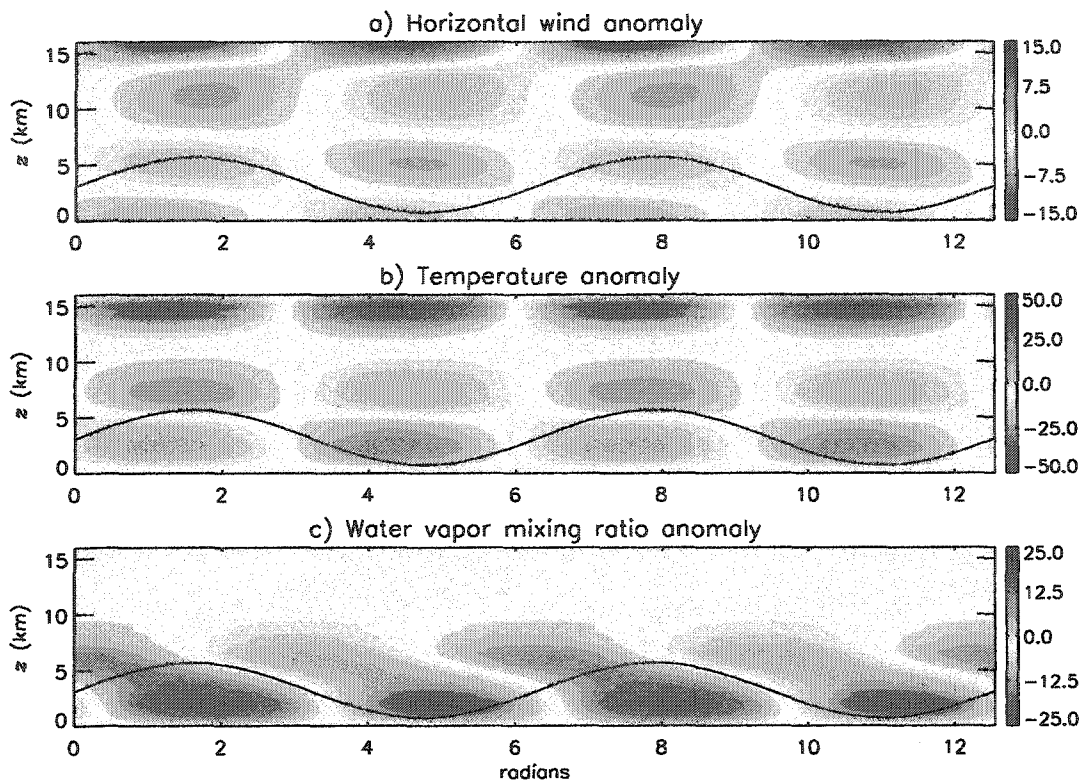 a) Horizontal wind anomaly
15
10
5
0
z (km)
0 2 4 6 8 10 12
15.0
7.5
0.0
−7.5
−15.0
b) Temperature anomaly
15
10
5
0
z (km)
0 2 4 6 8 10 12
50.0
25.0
0.0
−25.0
−50.0
c) Water vapor mixing ratio anomaly
15
10
5
0
z (km)
0 2 4 6 8 10 12
radians
25.0
12.5
0.0
−12.5
−25.0